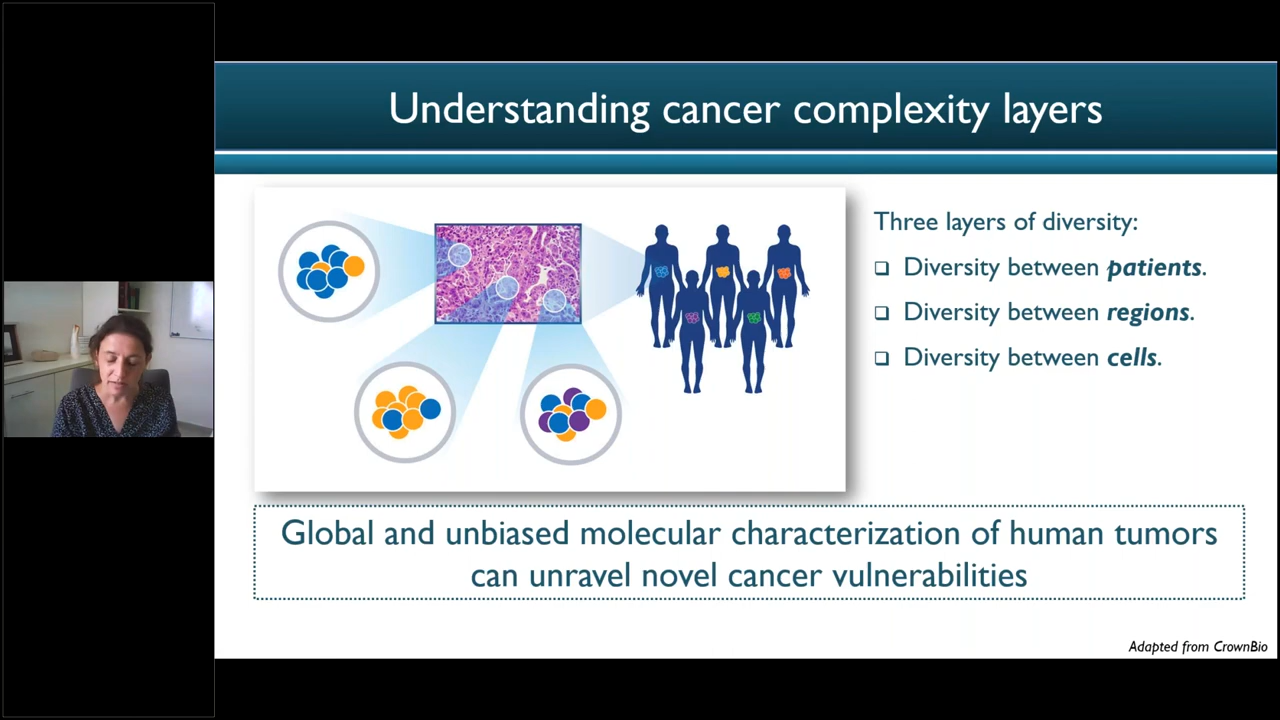 Understanding cancer complexity layers
Three layers of diversity:
Diversity between patients.
Diversity between regions.
Diversity between cells.
Global and unbiased molecular characterization of human tumors
can unravel novel cancer vulnerabilities
Adapted from CrownBio